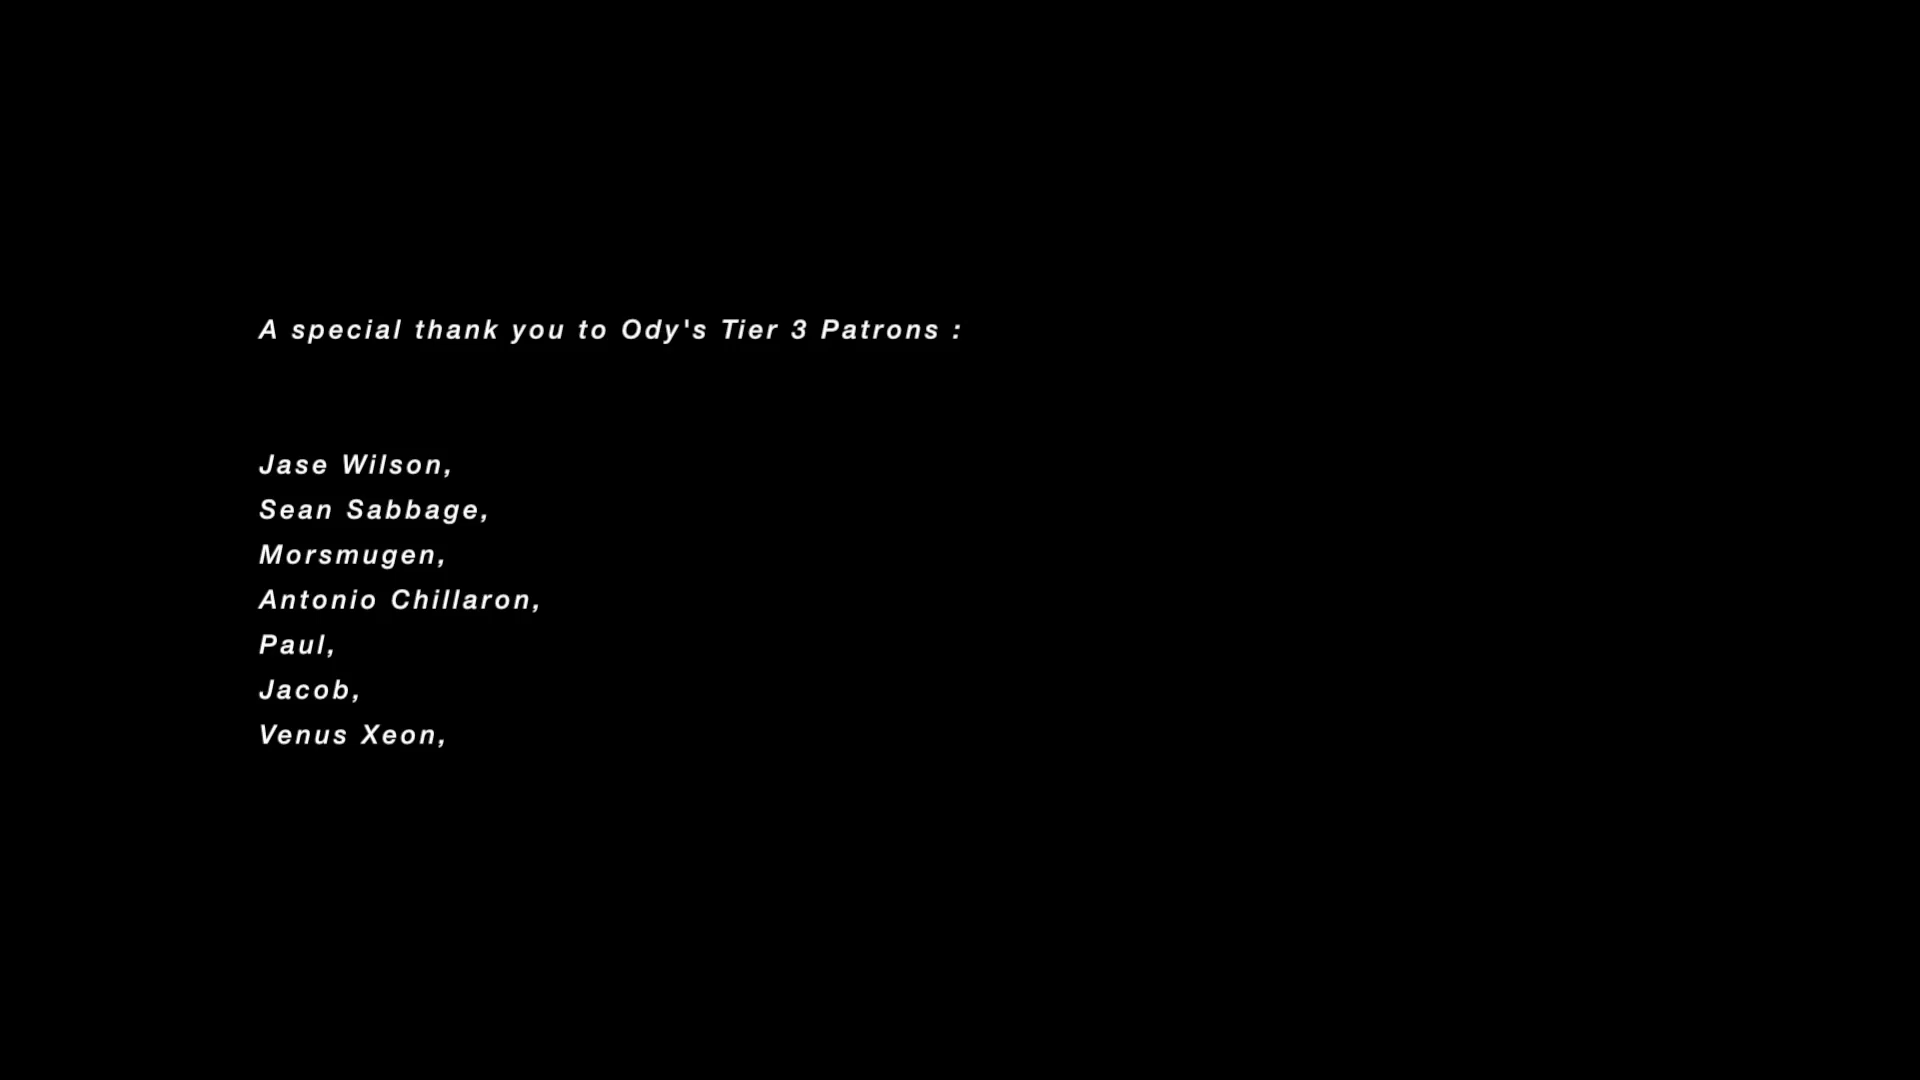 A special thank you to Ody's Tier 3 Patrons :
Jase Wilson,
Sean Sabbage,
Morsmugen,
Antonio Chillaron,
Paul,
Jacob,
Venus Xeon,